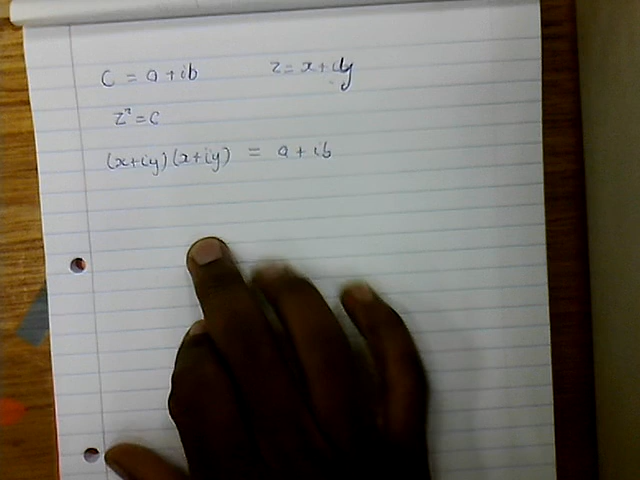 C = a + ib z = x + iy
z² = c
(x+iy)(x+iy) = a + ib